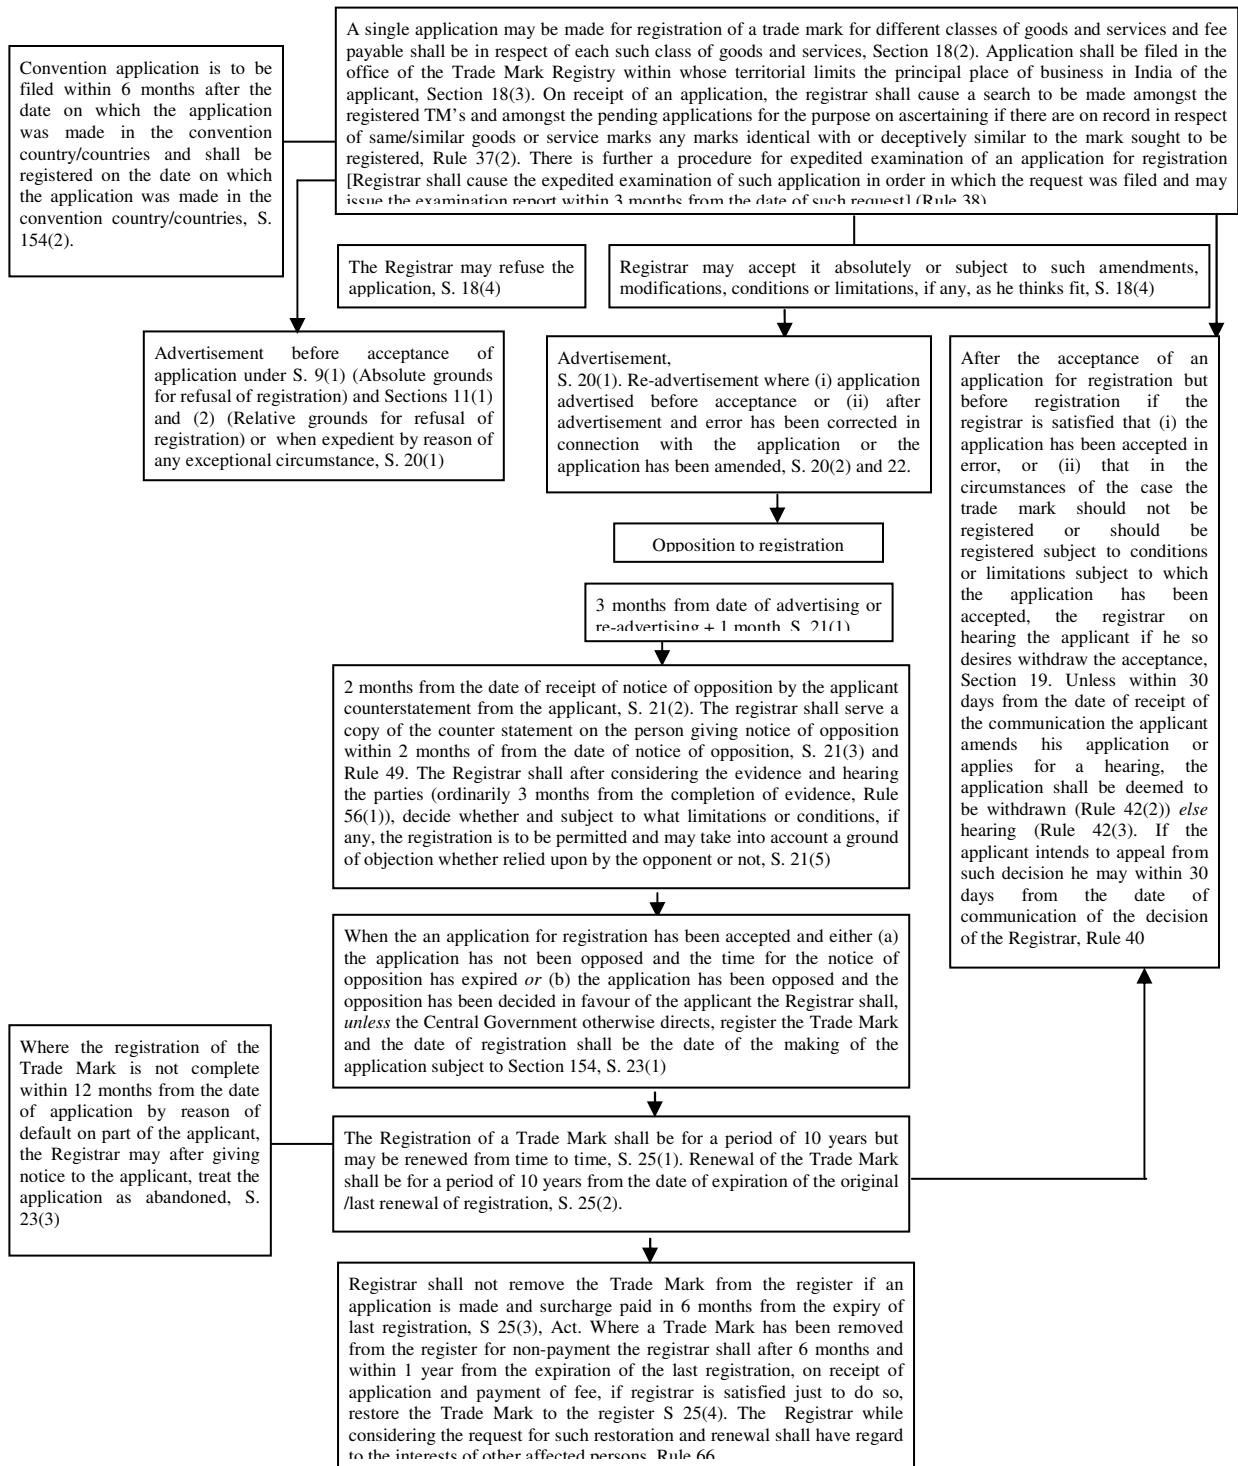 A single application may be made for registration of a trade mark for different classes of goods and services and fee
payable shall be in respect of each such class of goods and services, Section 18(2). Application shall be filed in the
office of the Trade Mark Registry within whose territorial limits the principal place of business in India of the
applicant, Section 18(3). On receipt of an application, the registrar shall cause a search to be made amongst the
registered TM's and amongst the pending applications for the purpose on ascertaining if there are on record in respect
of same/similar goods or service marks any marks identical with or deceptively similar to the mark sought to be
registered, Rule 37(2). There is further a procedure for expedited examination of an application for registration
[Registrar shall cause the expedited examination of such application in order in which the request was filed and may
issue the examination report within 3 months from the date of such request] (Rule 38)
Convention application is to be
filed within 6 months after the
date on which the application
was made in the convention
country/countries and shall be
registered on the date on which
the application was made in the
convention country/countries, S.
154(2).
The Registrar may refuse the
application, S. 18(4)
Registrar may accept it absolutely or subject to such amendments,
modifications, conditions or limitations, if any, as he thinks fit, S. 18(4)
Advertisement before acceptance of
application under S. 9(1) (Absolute grounds
for refusal of registration) and Sections 11(1)
and (2) (Relative grounds for refusal of
registration) or when expedient by reason of
any exceptional circumstance, S. 20(1)
Advertisement,
S. 20(1). Re-advertisement where (i) application
advertised before acceptance or (ii) after
advertisement and error has been corrected in
connection with the application or the
application has been amended, S. 20(2) and 22.
After the acceptance of an
application for registration but
before registration if the
registrar is satisfied that (i) the
application has been accepted in
error, or (ii) that in the
circumstances of the case the
trade mark should not be
registered or should be
registered subject to conditions
or limitations subject to which
the application has been
accepted, the registrar on
hearing the applicant if he so
desires withdraw the acceptance,
Section 19. Unless within 30
days from the date of receipt of
the communication the applicant
amends his application or
applies for a hearing, the
application shall be deemed to
be withdrawn (Rule 42(2)) else
hearing (Rule 42(3). If the
applicant intends to appeal from
such decision he may within 30
days from the date of
communication of the decision
of the Registrar, Rule 40
Opposition to registration
3 months from date of advertising or
re-advertising + 1 month, S. 21(1)
2 months from the date of receipt of notice of opposition by the applicant
counterstatement from the applicant, S. 21(2). The registrar shall serve a
copy of the counter statement on the person giving notice of opposition
within 2 months of from the date of notice of opposition, S. 21(3) and
Rule 49. The Registrar shall after considering the evidence and hearing
the parties (ordinarily 3 months from the completion of evidence, Rule
56(1)), decide whether and subject to what limitations or conditions, if
any, the registration is to be permitted and may take into account a ground
of objection whether relied upon by the opponent or not, S. 21(5)
When the an application for registration has been accepted and either (a)
the application has not been opposed and the time for the notice of
opposition has expired or (b) the application has been opposed and the
opposition has been decided in favour of the applicant the Registrar shall,
unless the Central Government otherwise directs, register the Trade Mark
and the date of registration shall be the date of the making of the
application subject to Section 154, S. 23(1)
Where the registration of the
Trade Mark is not complete
within 12 months from the date
of application by reason of
default on part of the applicant,
the Registrar may after giving
notice to the applicant, treat the
application as abandoned, S.
23(3)
The Registration of a Trade Mark shall be for a period of 10 years but
may be renewed from time to time, S. 25(1). Renewal of the Trade Mark
shall be for a period of 10 years from the date of expiration of the original
/last renewal of registration, S. 25(2).
Registrar shall not remove the Trade Mark from the register if an
application is made and surcharge paid in 6 months from the expiry of
last registration, S 25(3), Act. Where a Trade Mark has been removed
from the register for non-payment the registrar shall after 6 months and
within 1 year from the expiration of the last registration, on receipt of
application and payment of fee, if registrar is satisfied just to do so,
restore the Trade Mark to the register S 25(4). The Registrar while
considering the request for such restoration and renewal shall have regard
to the interests of other affected persons, Rule 66